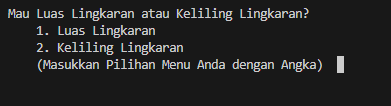 Mau Luas Lingkaran atau Keliling Lingkaran?
1. Luas Lingkaran
2. Keliling Lingkaran
(Masukkan Pilihan Menu Anda dengan Angka)